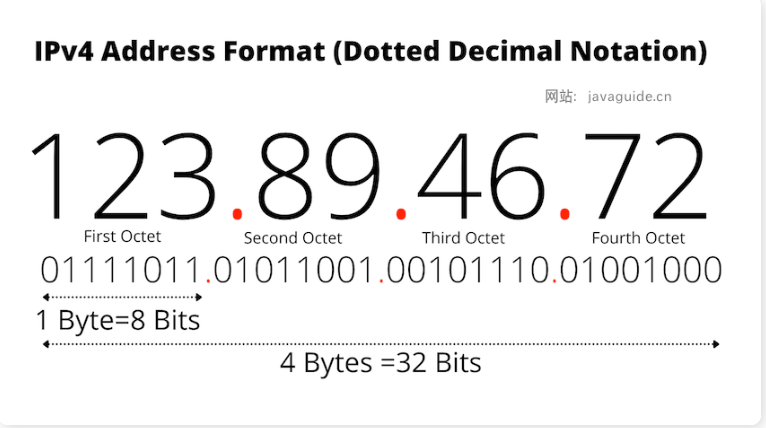 IPv4 Address Format (Dotted Decimal Notation)
网站: javaguide.cn
123.89.46.72
First Octet Second Octet Third Octet Fourth Octet
01111011.01011001.00101110.01001000
1 Byte=8 Bits
4 Bytes =32 Bits